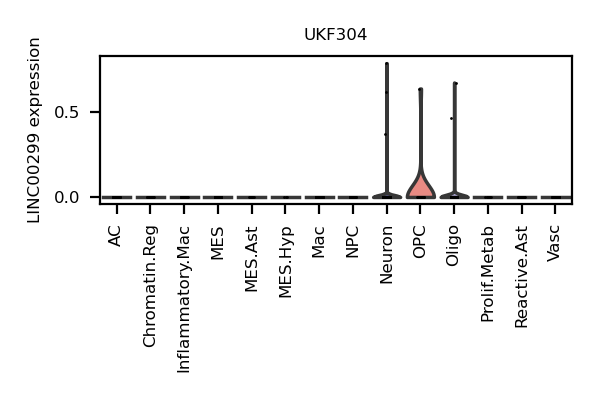 UKF304
LINC00299 expression
0.5
0.0
AC
Chromatin.Reg
Inflammatory.Mac
MES
MES.Ast
MES.Hyp
Mac
NPC
Neuron
OPC
Oligo
Prolif.Metab
Reactive.Ast
Vasc